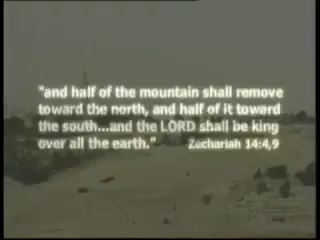 "and half of the mountain shall remove
toward the north, and half of it toward
the south...and the LORD shall be king
over all the earth." Zechariah 14:4,9